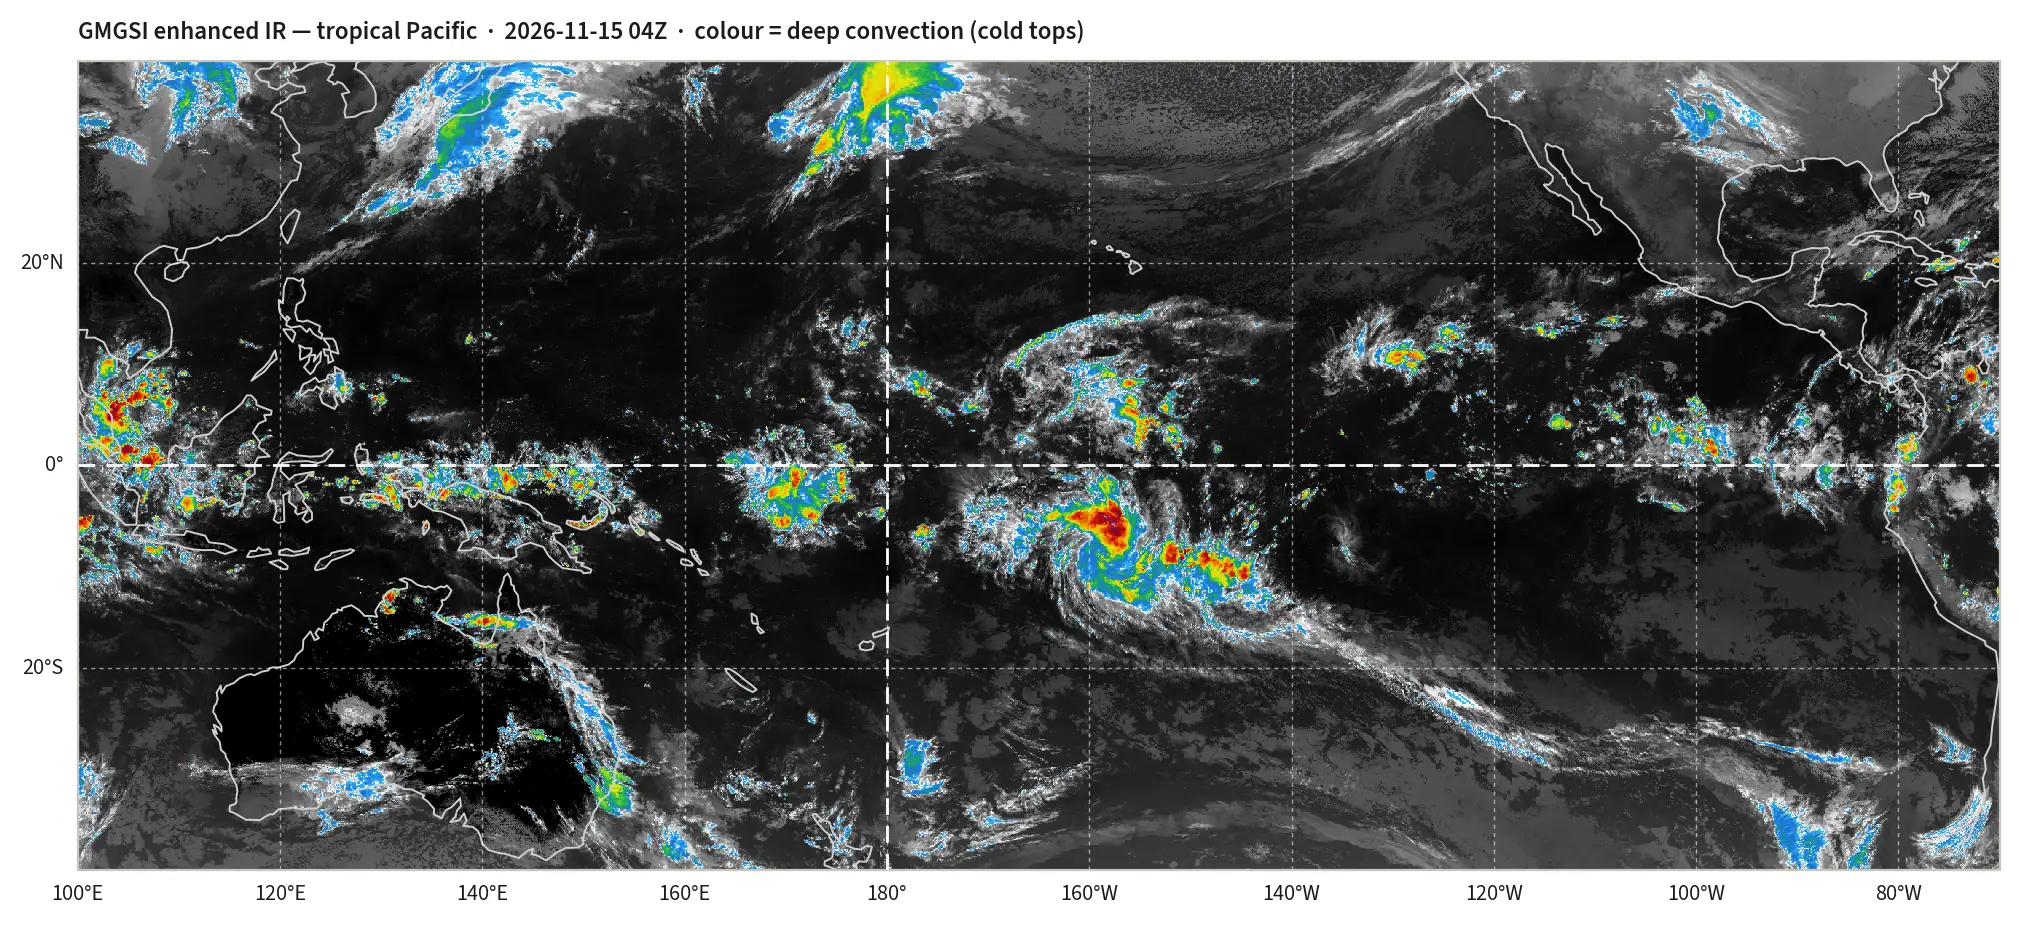 GMGSI enhanced IR — tropical Pacific · 2026-11-15 04Z · colour = deep convection (cold tops)
20°N
0°
20°S
100°E 120°E 140°E 160°E 180° 160°W 140°W 120°W 100°W 80°W